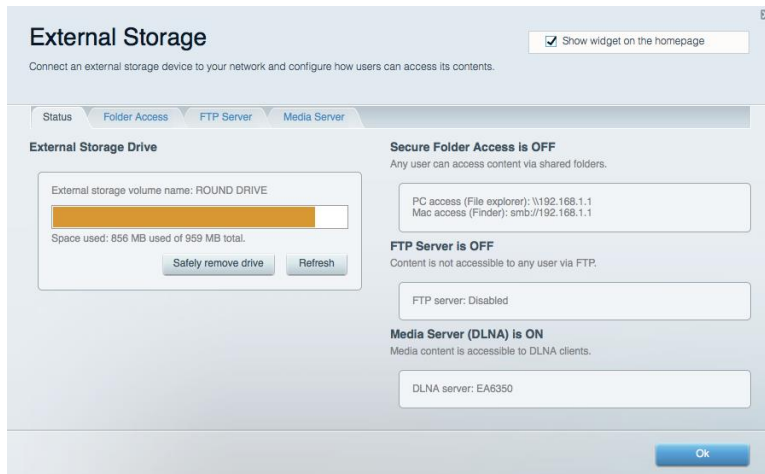 External Storage
Show widget on the homepage
Connect an external storage device to your network and configure how users can access its contents.
Status
Folder Access
FTP Server
Media Server
External Storage Drive
External storage volume name: ROUND DRIVE
Space used: 856 MB used of 959 MB total.
Safely remove drive
Refresh
Secure Folder Access is OFF
Any user can access content via shared folders.
PC access (File explorer): \\192.168.1.1
Mac access (Finder): smb://192.168.1.1
FTP Server is OFF
Content is not accessible to any user via FTP.
FTP server: Disabled
Media Server (DLNA) is ON
Media content is accessible to DLNA clients.
DLNA server: EA6350
Ok